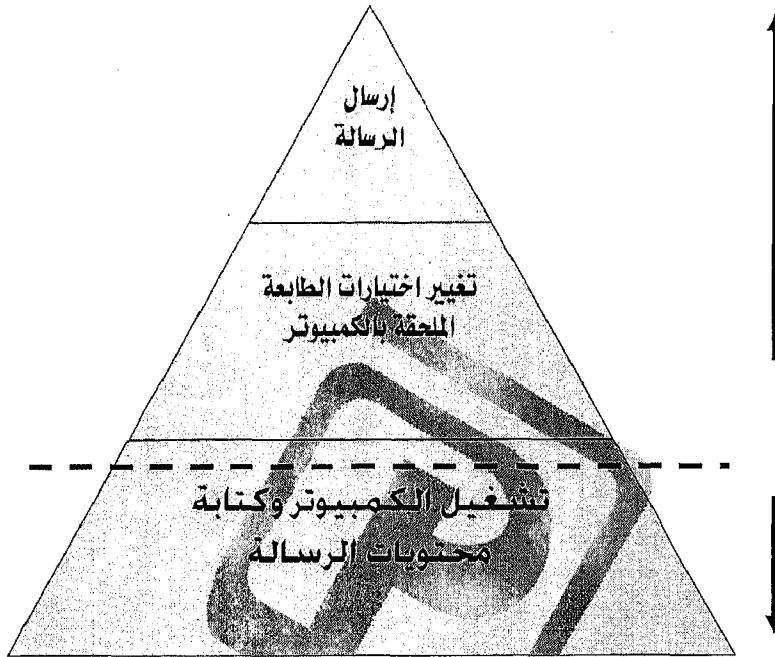 إرسال
الرسالة
تغيير اختيارات الطابعة
الملحقة بالكمبيوتر
تشغيل الكمبيوتر وكتابة
محتويات الرسالة